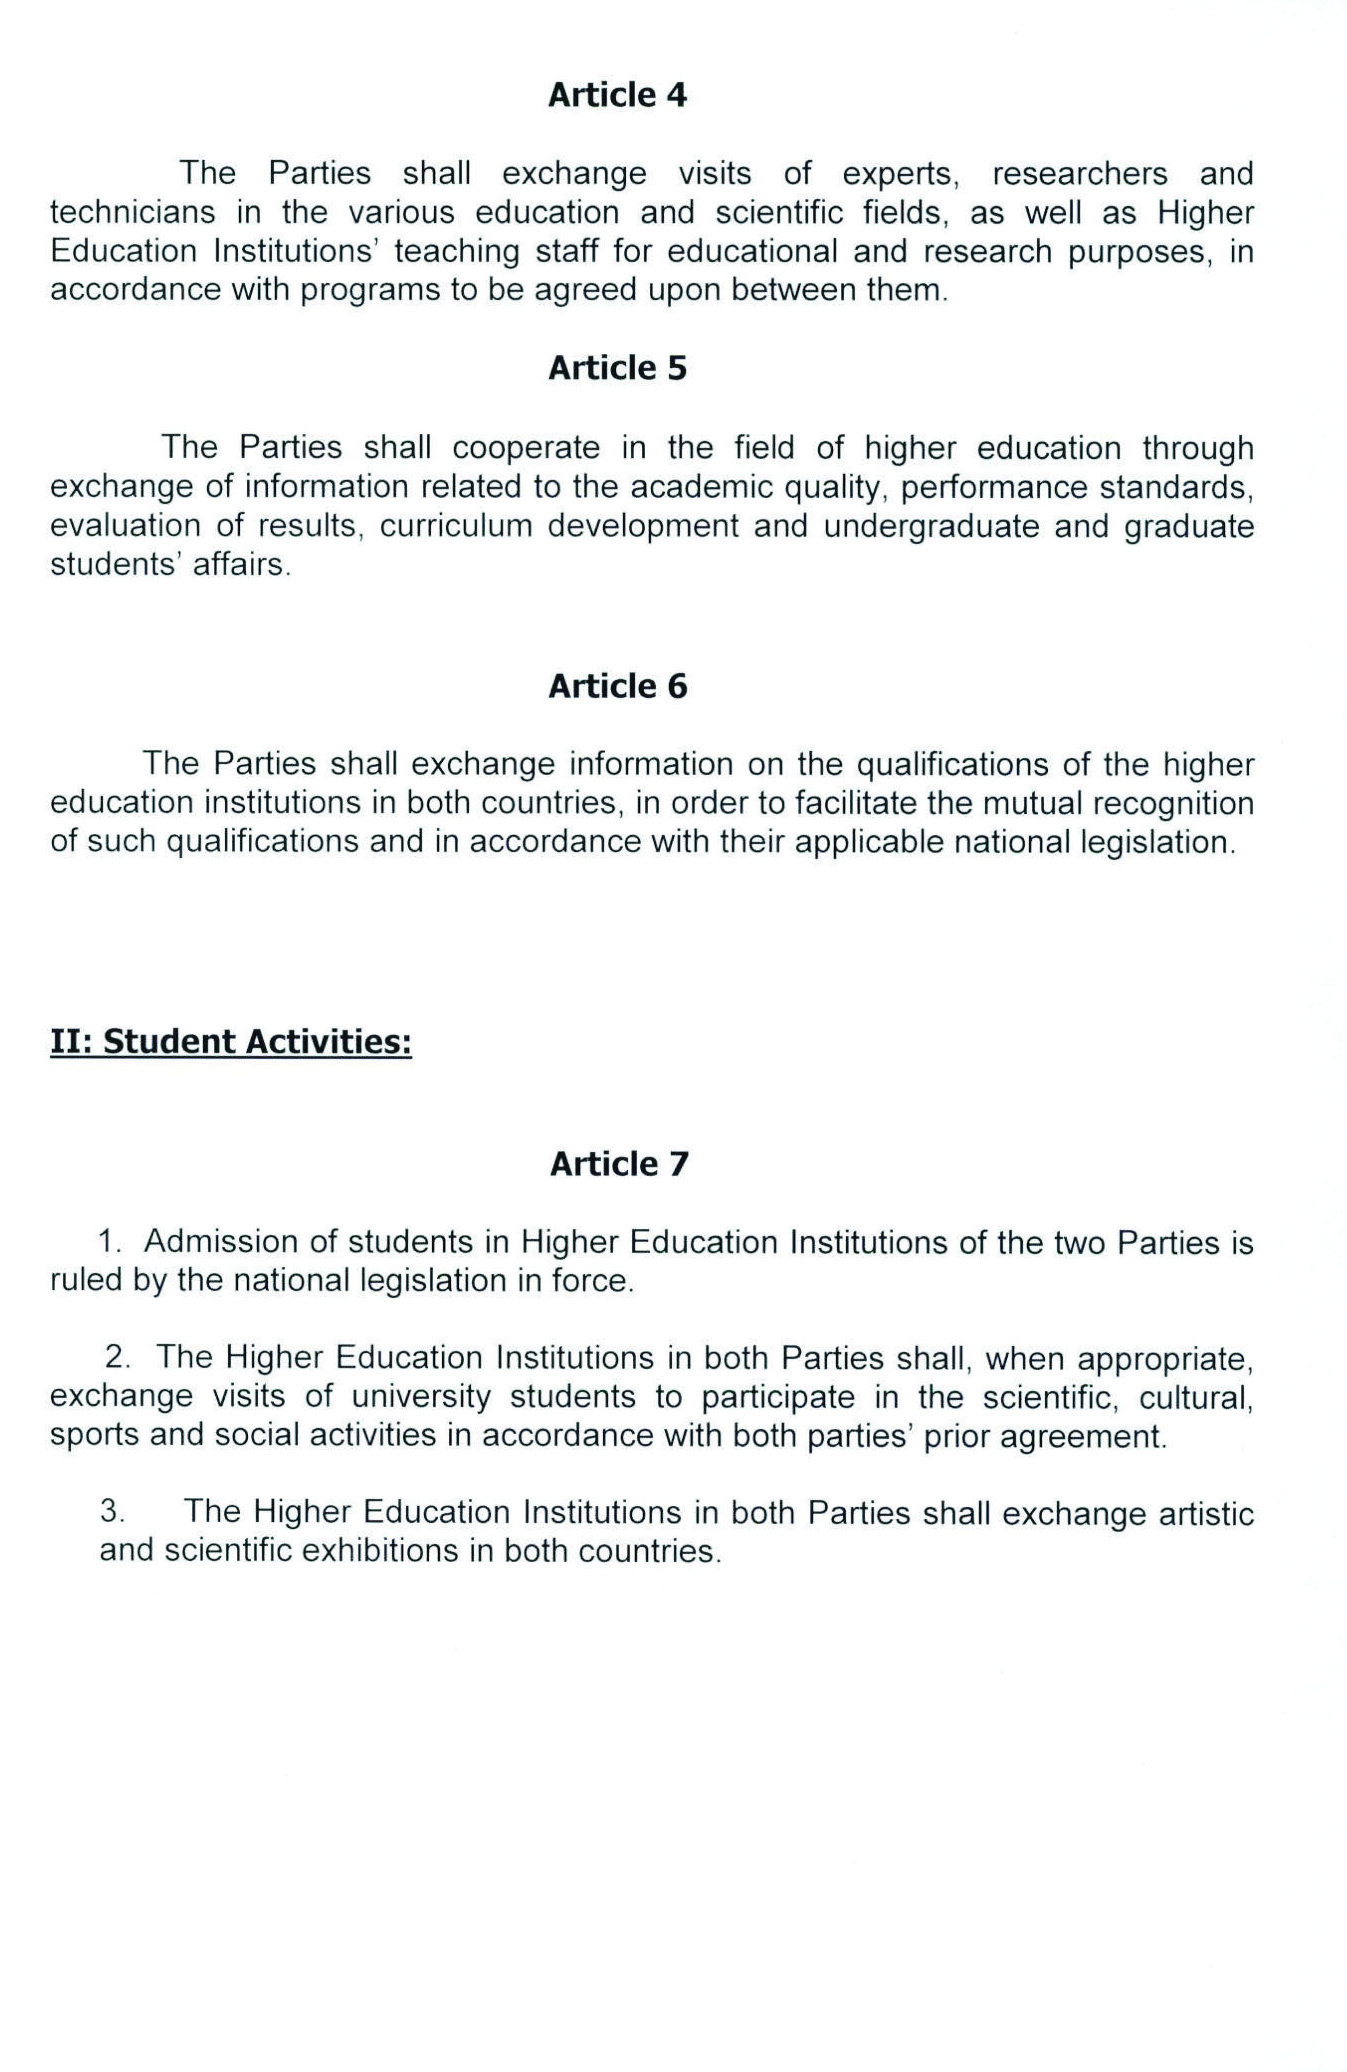 Article 4
The Parties shall exchange visits of experts, researchers and
technicians in the various education and scientific fields, as well as Higher
Education Institutions' teaching staff for educational and research purposes, in
accordance with programs to be agreed upon between them.
Article 5
The Parties shall cooperate in the field of higher education through
exchange of information related to the academic quality, performance standards,
evaluation of results, curriculum development and undergraduate and graduate
students' affairs.
Article 6
The Parties shall exchange information on the qualifications of the higher
education institutions in both countries, in order to facilitate the mutual recognition
of such qualifications and in accordance with their applicable national legislation.
II: Student Activities:
Article 7
1. Admission of students in Higher Education Institutions of the two Parties is
ruled by the national legislation in force.
2. The Higher Education Institutions in both Parties shall, when appropriate,
exchange visits of university students to participate in the scientific, cultural,
sports and social activities in accordance with both parties' prior agreement.
3. The Higher Education Institutions in both Parties shall exchange artistic
and scientific exhibitions in both countries.